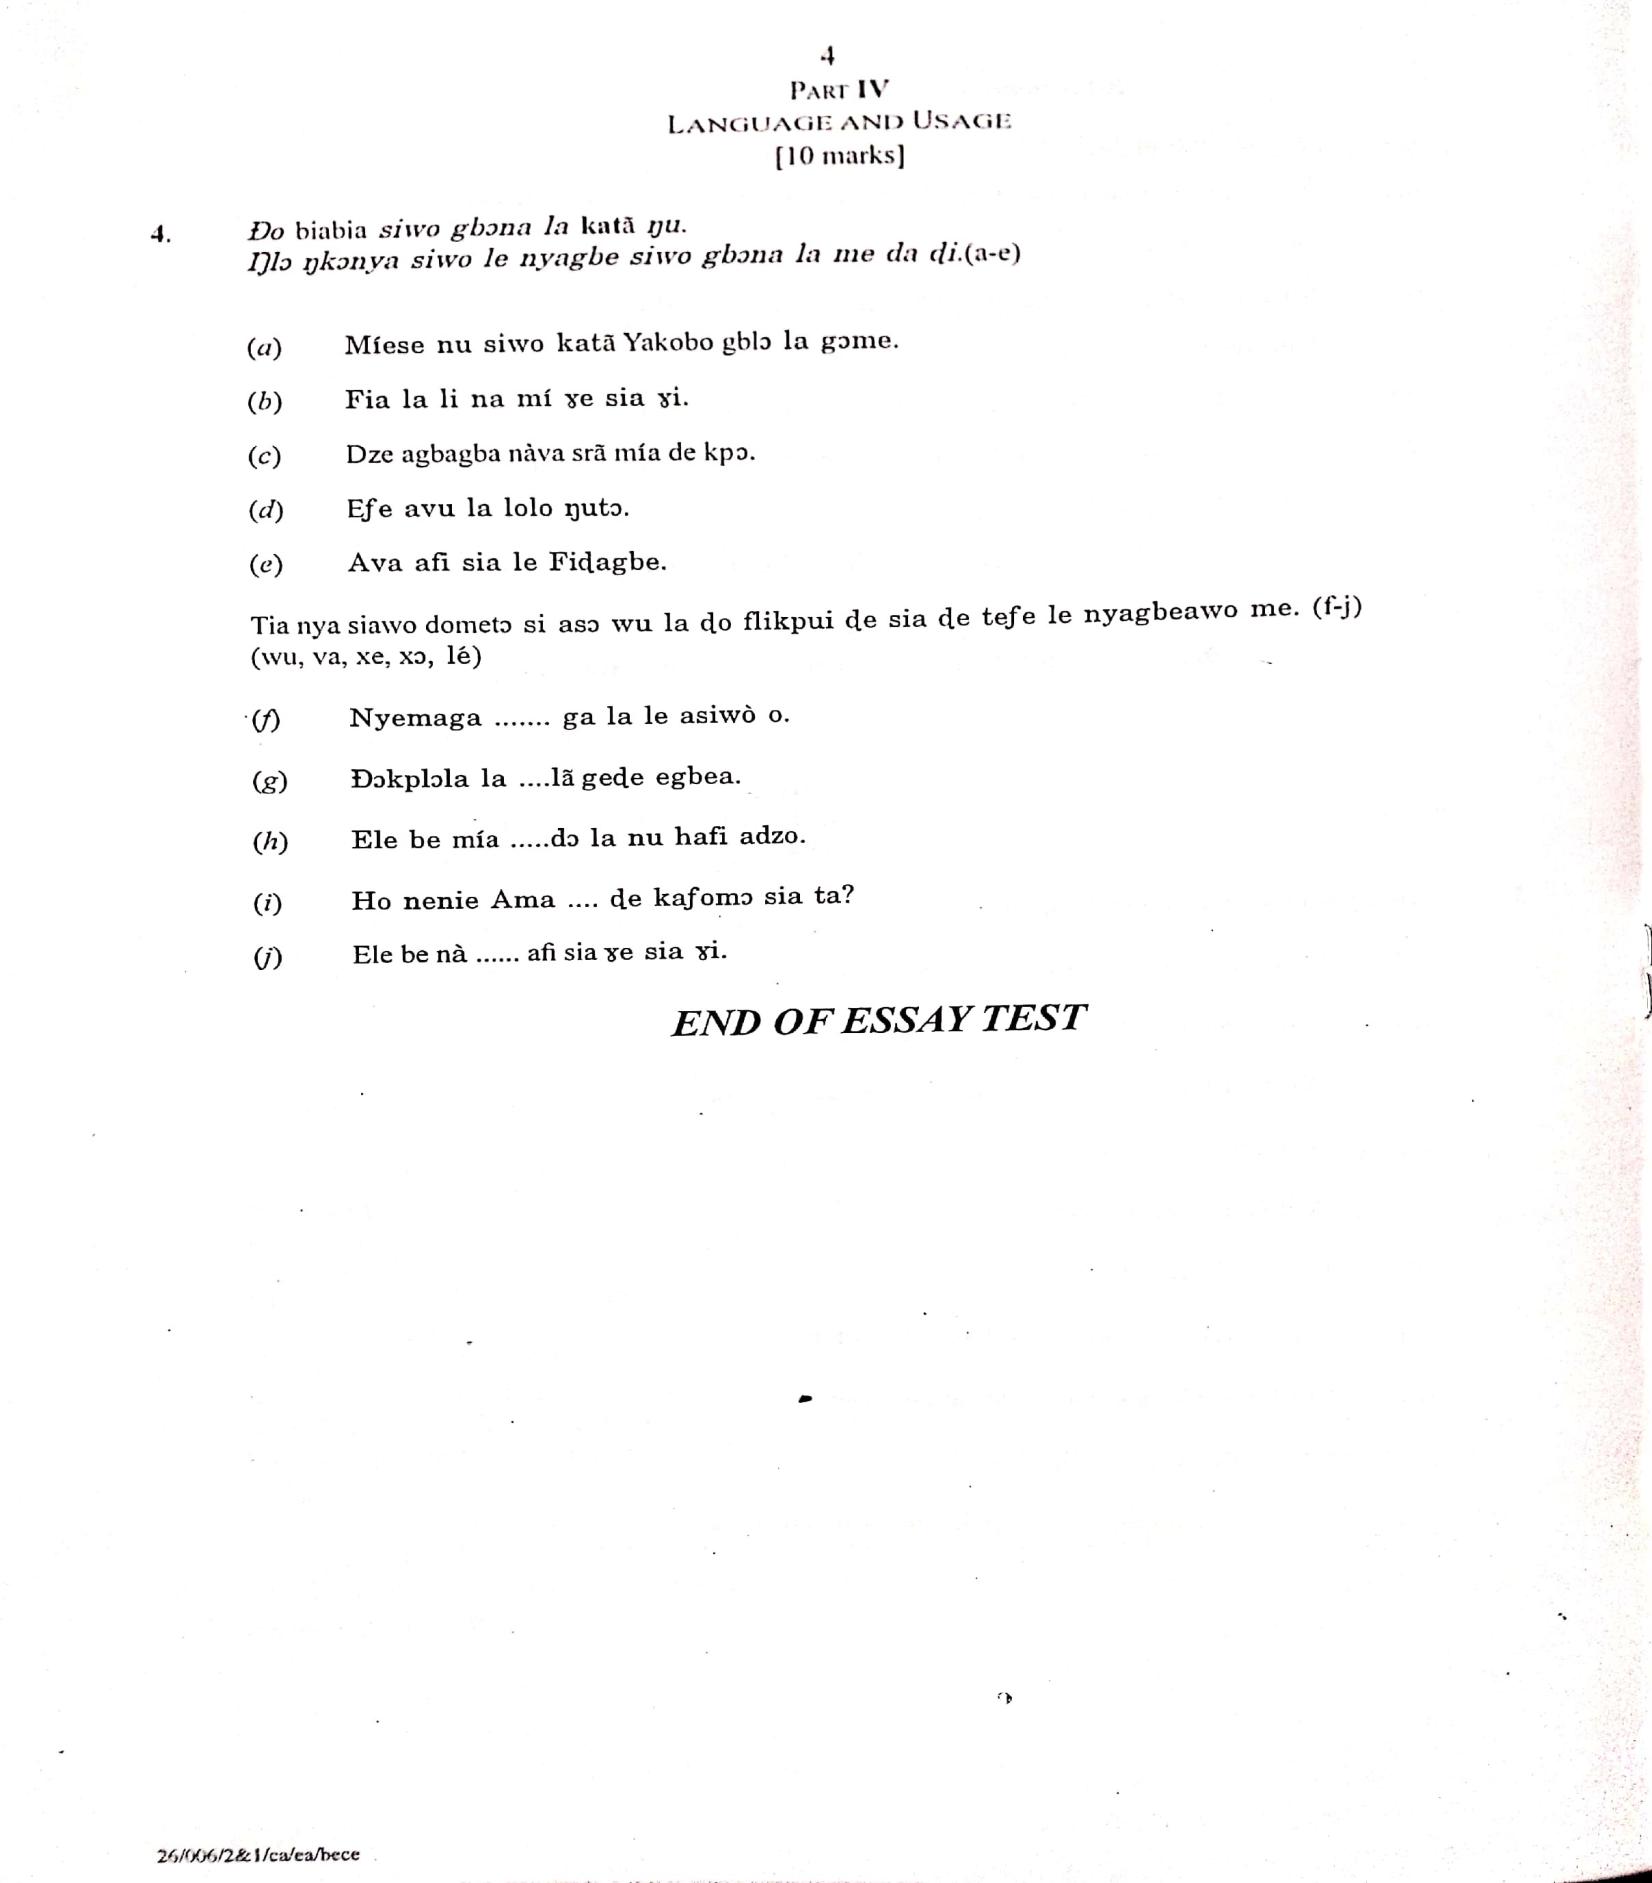 4
PART IV
LANGUAGE AND USAGE
[10 marks]
4. Ɖo biabia siwo gbɔna la katã ŋu.
Ŋlɔ ŋkɔnya siwo le nyagbe siwo gbɔna la me da ɖi.(a-e)
(a) Míese nu siwo katã Yakobo gblɔ la gɔme.
(b) Fia la li na mí ɣe sia ɣi.
(c) Dze agbagba nàva srã mía de kpɔ.
(d) Eƒe avu la lolo ŋutɔ.
(e) Ava afi sia le Fiɖagbe.
Tia nya siawo dometɔ si asɔ wu la ɖo flikpui ɖe sia ɖe teƒe le nyagbeawo me. (f-j)
(wu, va, xe, xɔ, lé)
(f) Nyemaga ....... ga la le asiwò o.
(g) Ɖɔkplɔla la ....lã geɖe egbea.
(h) Ele be mía .....dɔ la nu hafi adzo.
(i) Ho nenie Ama .... ɖe kaƒomɔ sia ta?
(j) Ele be nà ...... afi sia ɣe sia ɣi.
END OF ESSAY TEST
26/006/2&1/ca/ea/bece